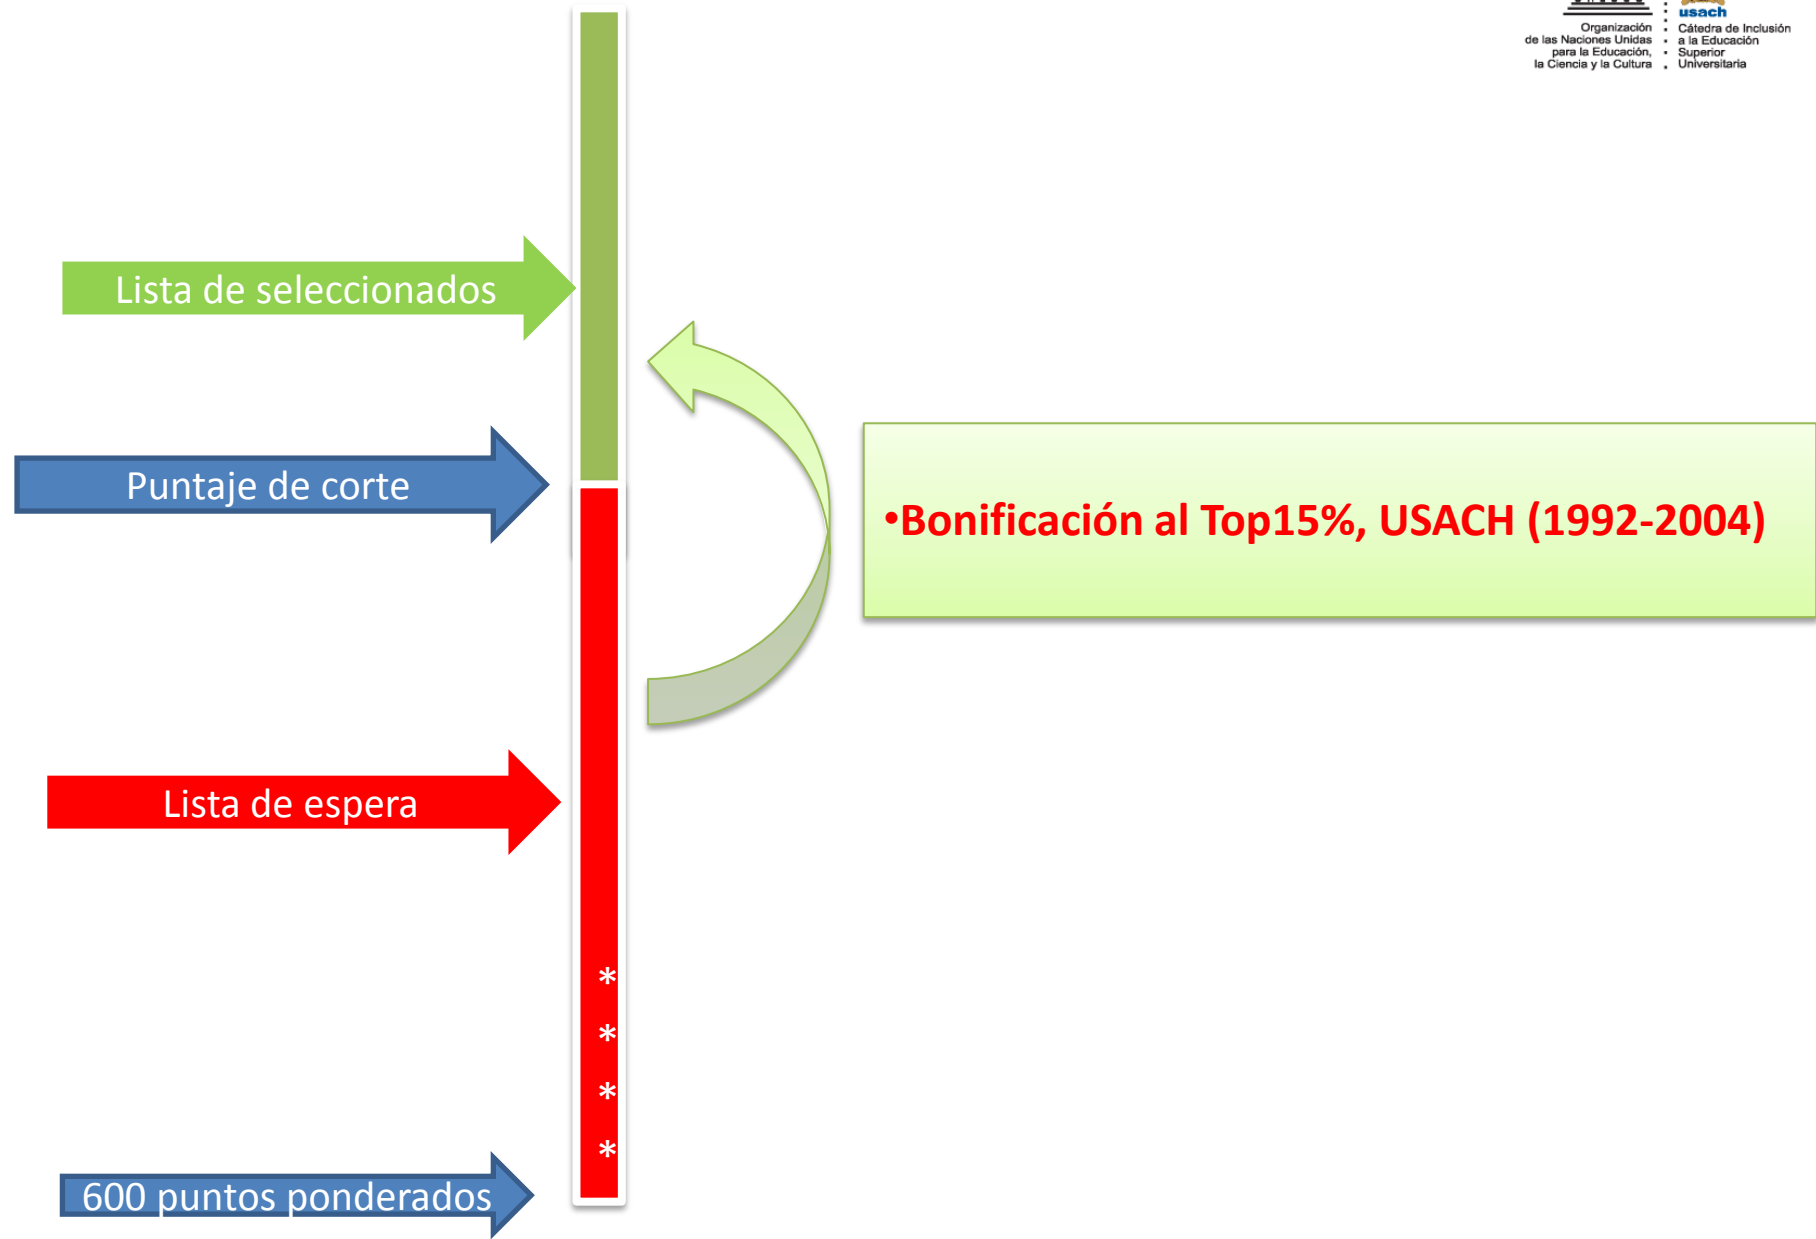 usach
Organización
de las Naciones Unidas
para la Educación,
la Ciencia y la Cultura
Cátedra de Inclusión
a la Educación
Superior
Universitaria
Lista de seleccionados
Puntaje de corte
•Bonificación al Top15%, USACH (1992-2004)
Lista de espera
*
*
*
*
600 puntos ponderados